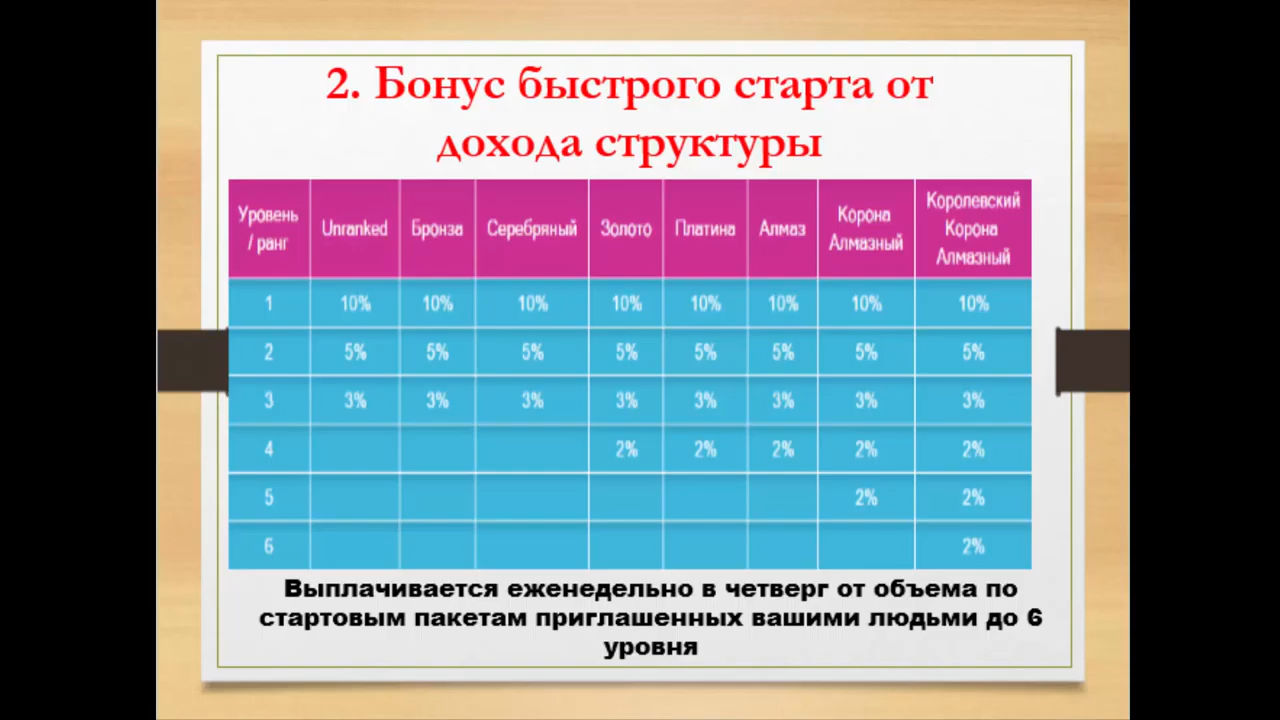 2. Бонус быстрого старта от
дохода структуры
Уровень / ранг Unranked Бронза Серебряный Золото Платина Алмаз Корона Алмазный Королевский Корона Алмазный
1 10% 10% 10% 10% 10% 10% 10% 10%
2 5% 5% 5% 5% 5% 5% 5% 5%
3 3% 3% 3% 3% 3% 3% 3% 3%
4 2% 2% 2% 2% 2%
5 2% 2%
6 2%
Выплачивается еженедельно в четверг от объема по
стартовым пакетам приглашенных вашими людьми до 6
уровня